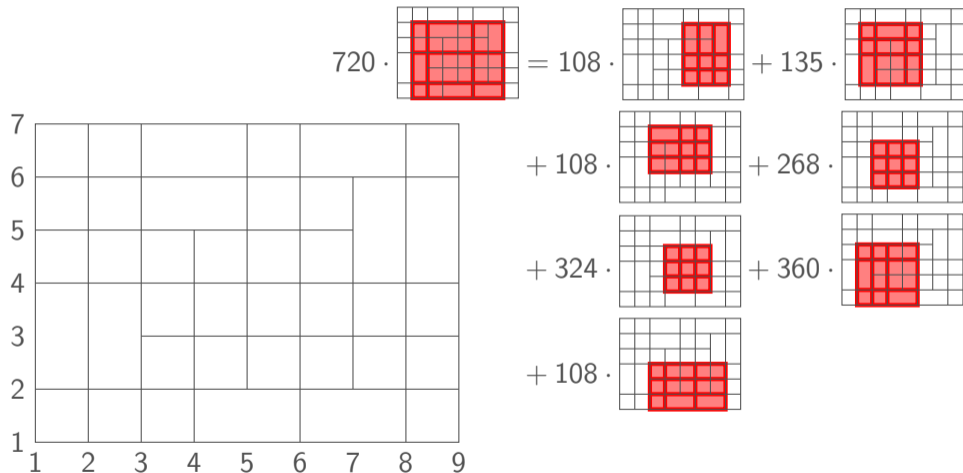 720 · = 108 · + 135 ·
+ 108 · + 268 ·
+ 324 · + 360 ·
+ 108 ·
7
6
5
4
3
2
1
1 2 3 4 5 6 7 8 9